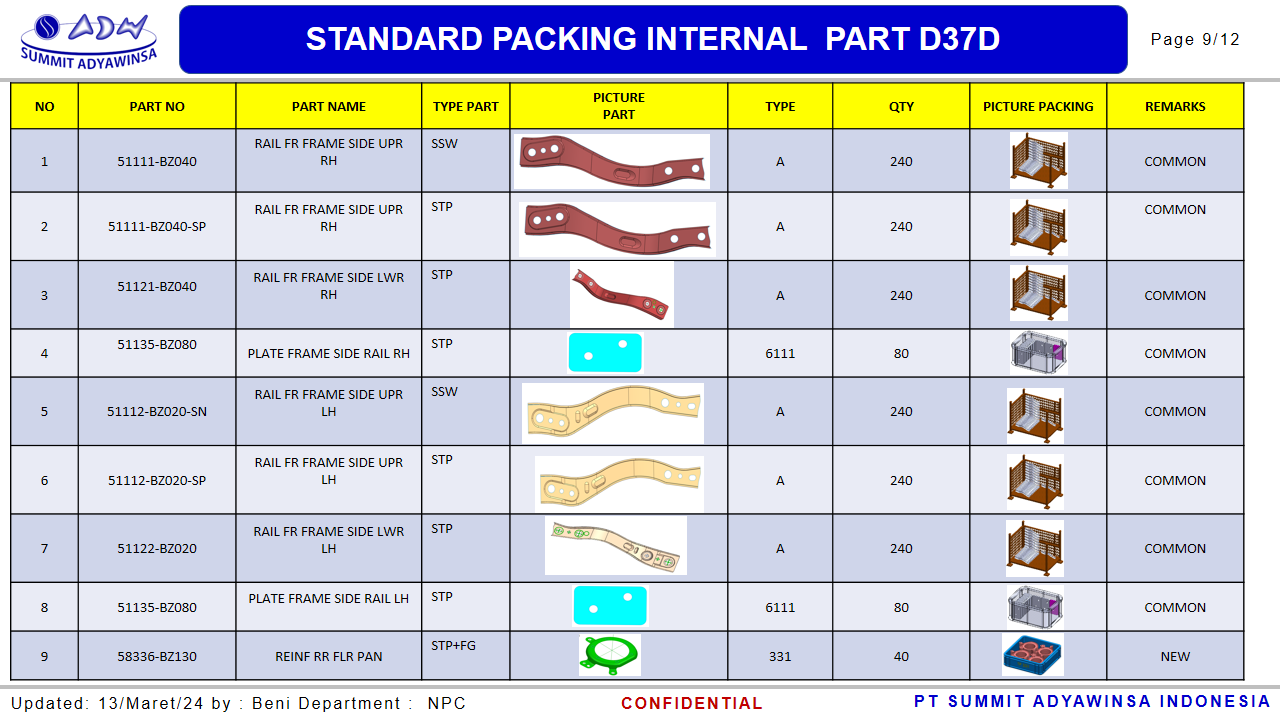 ADW
SUMMIT ADYAWINSA
STANDARD PACKING INTERNAL PART D37D
Page 9/12
NO PART NO PART NAME TYPE PART PICTURE PART TYPE QTY PICTURE PACKING REMARKS
1 51111-BZ040 RAIL FR FRAME SIDE UPR RH SSW A 240 COMMON
2 51111-BZ040-SP RAIL FR FRAME SIDE UPR RH STP A 240 COMMON
3 51121-BZ040 RAIL FR FRAME SIDE LWR RH STP A 240 COMMON
4 51135-BZ080 PLATE FRAME SIDE RAIL RH STP 6111 80 COMMON
5 51112-BZ020-SN RAIL FR FRAME SIDE UPR LH SSW A 240 COMMON
6 51112-BZ020-SP RAIL FR FRAME SIDE UPR LH STP A 240 COMMON
7 51122-BZ020 RAIL FR FRAME SIDE LWR LH STP A 240 COMMON
8 51135-BZ080 PLATE FRAME SIDE RAIL LH STP 6111 80 COMMON
9 58336-BZ130 REINF RR FLR PAN STP+FG 331 40 NEW
Updated: 13/Maret/24 by : Beni Department : NPC
CONFIDENTIAL
PT SUMMIT ADYAWINSA INDONESIA